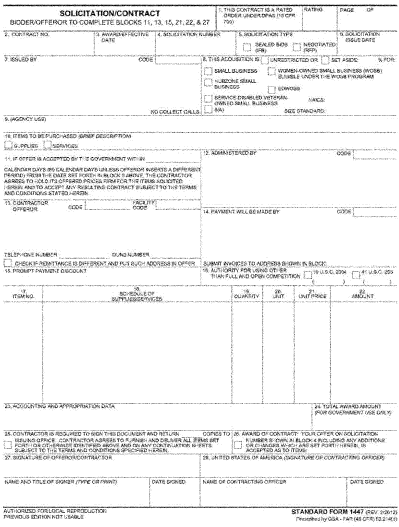 SOLICITATION/CONTRACT
BIDDER/OFFEROR TO COMPLETE BLOCKS 11, 13, 15, 21, 22, & 27
1. THIS CONTRACT IS A RATED
ORDER UNDER DPAS (15 CFR
700)
RATING
PAGE OF
2. CONTRACT NO.
3. AWARD/EFFECTIVE
DATE
4. SOLICITATION NUMBER
5. SOLICITATION TYPE
SEALED BIDS
(IFB)
NEGOTIATED
(RFP)
6. SOLICITATION
ISSUE DATE
7. ISSUED BY
CODE
NO COLLECT CALLS
8. THIS ACQUISITION IS
UNRESTRICTED OR
SET ASIDE:
% FOR:
SMALL BUSINESS
HUBZONE SMALL
BUSINESS
SERVICE-DISABLED VETERAN-
OWNED SMALL BUSINESS
8(A)
WOMEN-OWNED SMALL BUSINESS (WOSB)
ELIGIBLE UNDER THE WOSB PROGRAM
EDWOSB
NAICS:
SIZE STANDARD:
9. (AGENCY USE)
10. ITEMS TO BE PURCHASED (BRIEF DESCRIPTION)
SUPPLIES
SERVICES
11. IF OFFER IS ACCEPTED BY THE GOVERNMENT WITHIN
CALENDAR DAYS (60 CALENDAR DAYS UNLESS OFFEROR INSERTS A DIFFERENT
PERIOD) FROM THE DATE SET FORTH IN BLOCK 9 ABOVE, THE CONTRACTOR
AGREES TO HOLD ITS OFFERED PRICES FIRM FOR THE ITEMS SOLICITED
HEREIN AND TO ACCEPT ANY RESULTING CONTRACT SUBJECT TO THE TERMS
AND CONDITIONS STATED HEREIN.
12. ADMINISTERED BY
CODE
13. CONTRACTOR
OFFEROR
CODE
FACILITY
CODE
TELEPHONE NUMBER
DUNS NUMBER
CHECK IF REMITTANCE IS DIFFERENT AND PUT SUCH ADDRESS IN OFFER
14. PAYMENT WILL BE MADE BY
CODE
SUBMIT INVOICES TO ADDRESS SHOWN IN BLOCK:
15. PROMPT PAYMENT DISCOUNT
16. AUTHORITY FOR USING OTHER
THAN FULL AND OPEN COMPETITION
10 U.S.C. 2304
( )
41 U.S.C. 253
( )
17.
ITEM NO.
18.
SCHEDULE OF
SUPPLIES/SERVICES
19.
QUANTITY
20.
UNIT
21.
UNIT PRICE
22.
AMOUNT
23. ACCOUNTING AND APPROPRIATION DATA
24. TOTAL AWARD AMOUNT
(FOR GOVERNMENT USE ONLY)
25. CONTRACTOR IS REQUIRED TO SIGN THIS DOCUMENT AND RETURN COPIES TO
ISSUING OFFICE. CONTRACTOR AGREES TO FURNISH AND DELIVER ALL ITEMS SET
FORTH OR OTHERWISE IDENTIFIED ABOVE AND ON ANY CONTINUATION SHEETS
SUBJECT TO THE TERMS AND CONDITIONS SPECIFIED HEREIN.
26. AWARD OF CONTRACT: YOUR OFFER ON SOLICITATION
NUMBER SHOWN IN BLOCK 4 INCLUDING ANY ADDITIONS
OR CHANGES WHICH ARE SET FORTH HEREIN, IS
ACCEPTED AS TO ITEMS:
27. SIGNATURE OF OFFEROR/CONTRACTOR
28. UNITED STATES OF AMERICA (SIGNATURE OF CONTRACTING OFFICER)
NAME AND TITLE OF SIGNER (TYPE OR PRINT)
DATE SIGNED
NAME OF CONTRACTING OFFICER
DATE SIGNED
AUTHORIZED FOR LOCAL REPRODUCTION
PREVIOUS EDITION NOT USABLE
STANDARD FORM 1447 (REV. 2/2012)
Prescribed by GSA - FAR (48 CFR) 53.214(d)